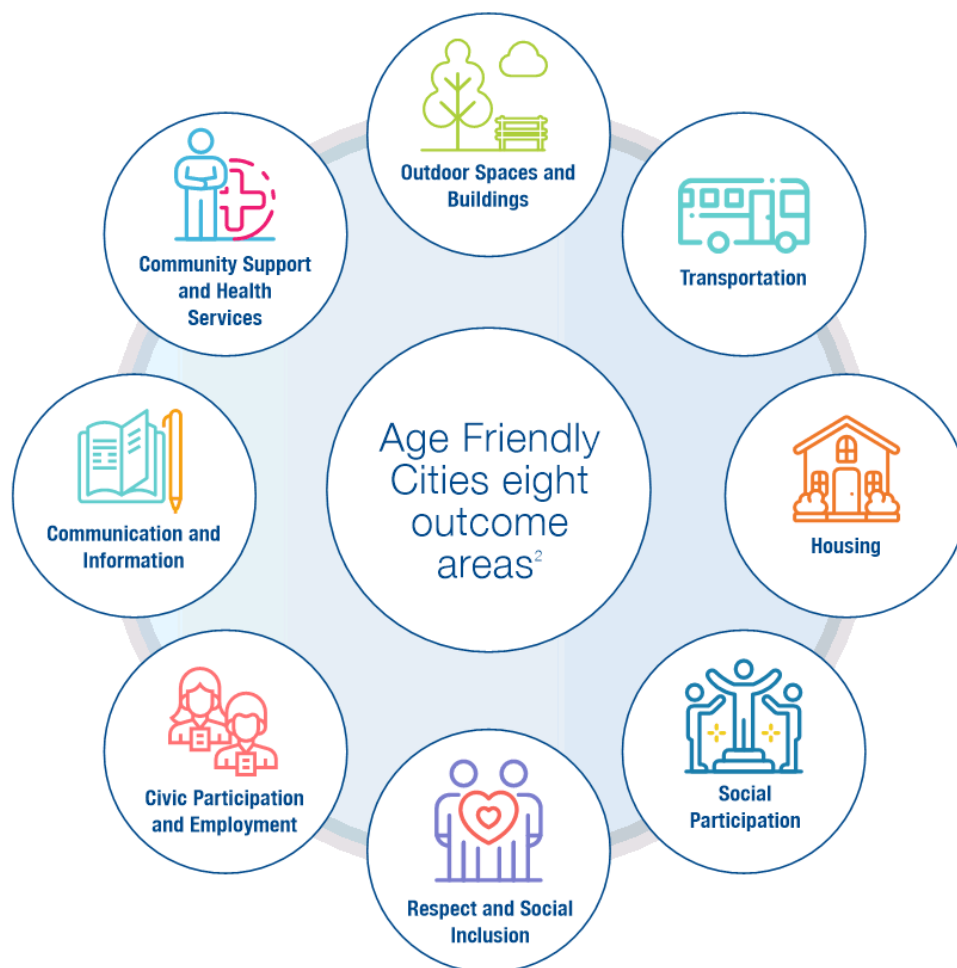 Outdoor Spaces and
Buildings
Transportation
Housing
Social
Participation
Respect and Social
Inclusion
Civic Participation
and Employment
Communication and
Information
Community Support
and Health
Services
Age Friendly
Cities eight
outcome
areas²